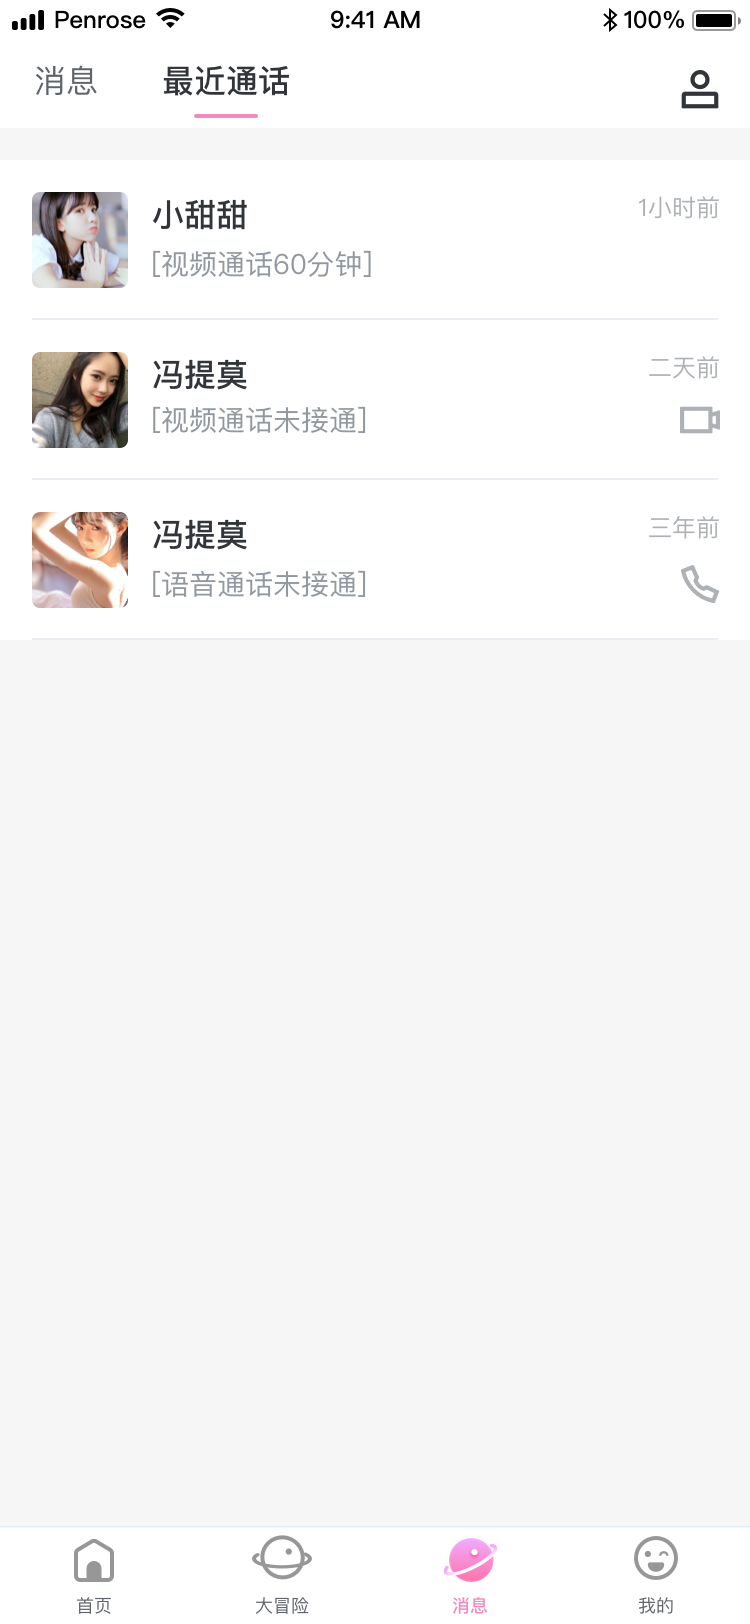 Penrose 9:41 AM 100%
消息 最近通话
小甜甜 1小时前
[视频通话60分钟]
冯提莫 二天前
[视频通话未接通]
冯提莫 三年前
[语音通话未接通]
首页 大冒险 消息 我的